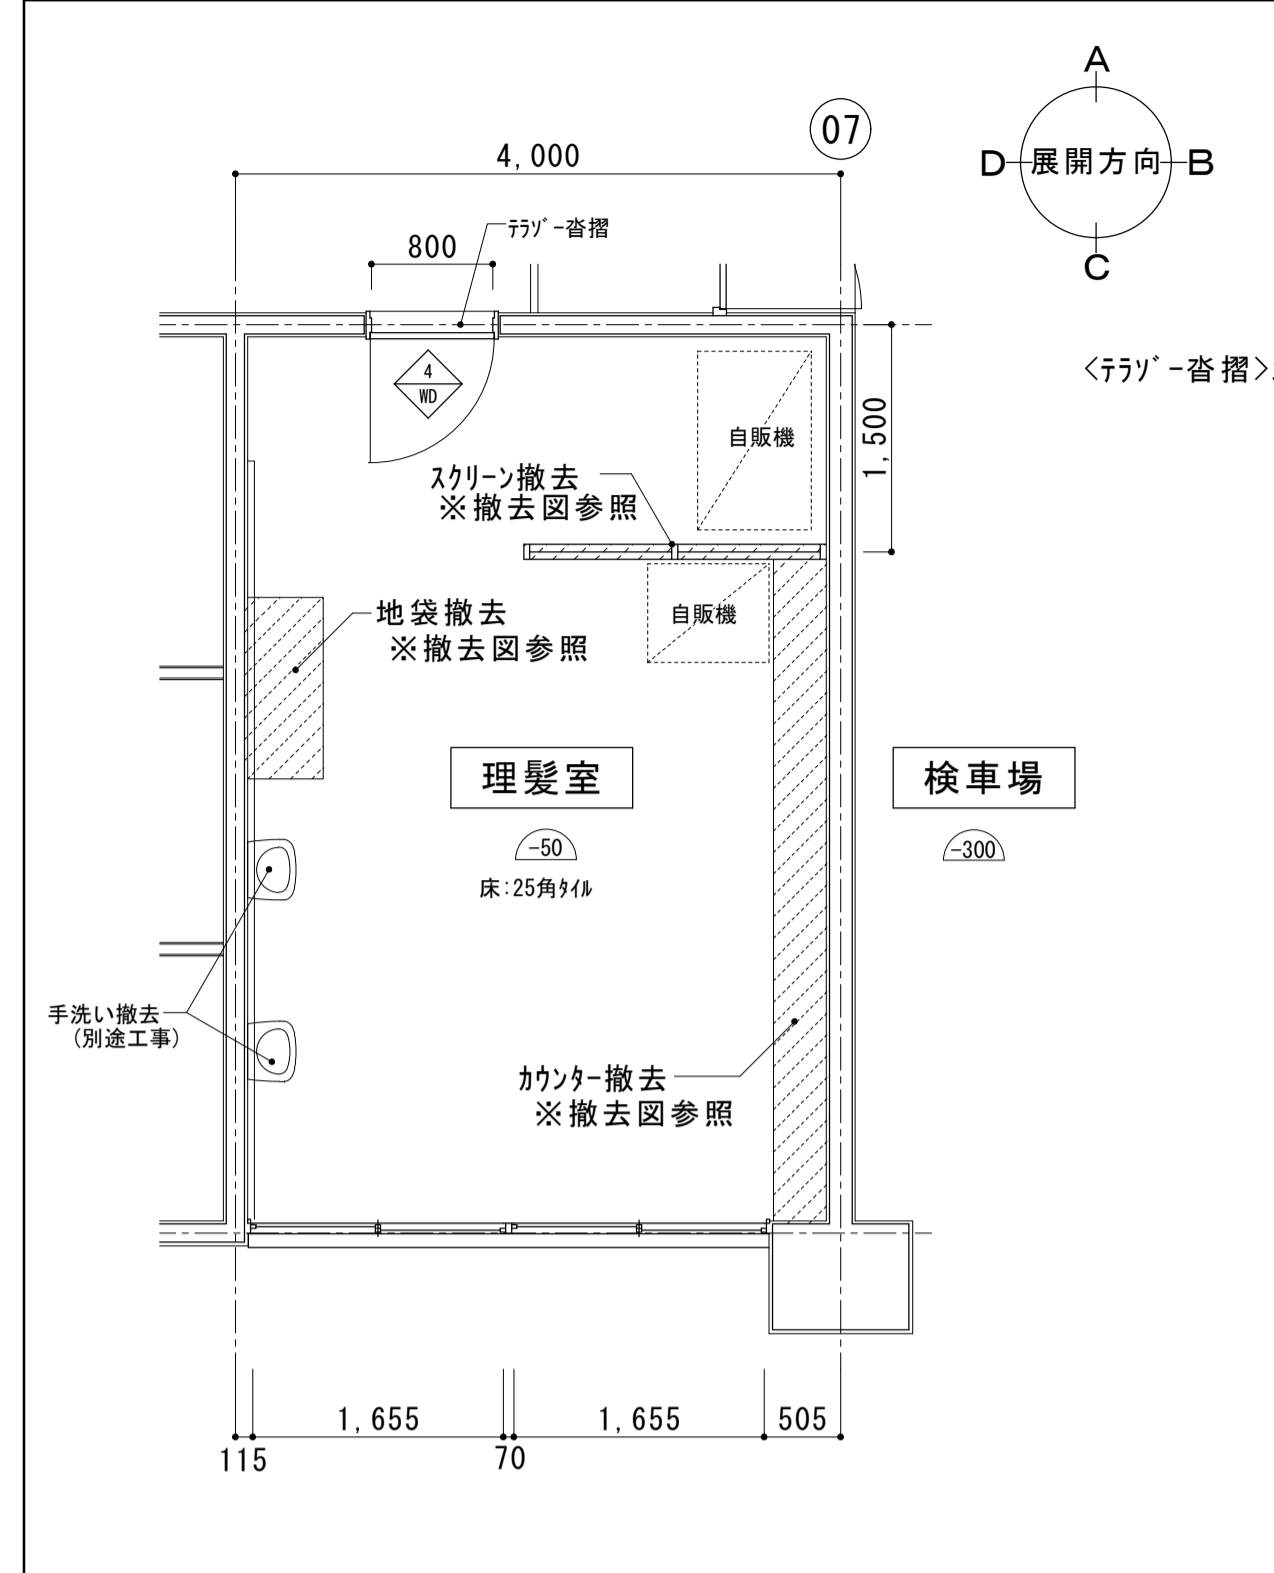 A
07
4,000
D 展開方向 B
テラゾー沓摺
800
C
<テラゾー沓摺>
4
WD
1,500
自販機
スクリーン撤去
※撤去図参照
自販機
地袋撤去
※撤去図参照
理髪室
検車場
-50
-300
床:25角タイル
手洗い撤去
(別途工事)
カウンター撤去
※撤去図参照
1,655
1,655
505
115
70